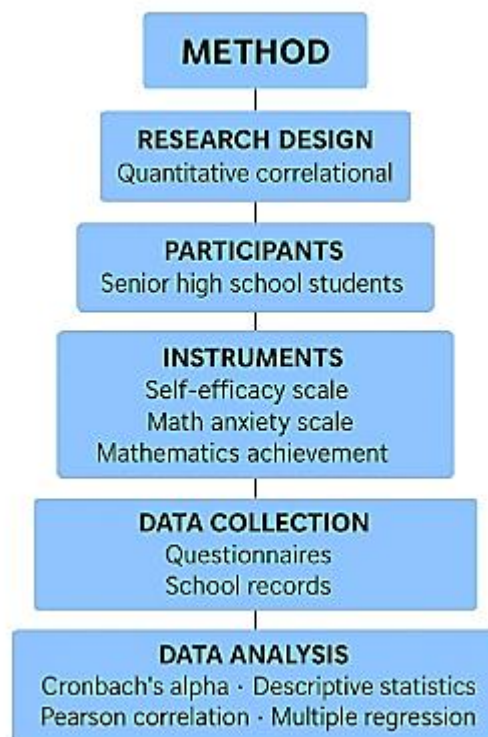 METHOD
RESEARCH DESIGN
Quantitative correlational
PARTICIPANTS
Senior high school students
INSTRUMENTS
Self-efficacy scale
Math anxiety scale
Mathematics achievement
DATA COLLECTION
Questionnaires
School records
DATA ANALYSIS
Cronbach's alpha · Descriptive statistics
Pearson correlation · Multiple regression